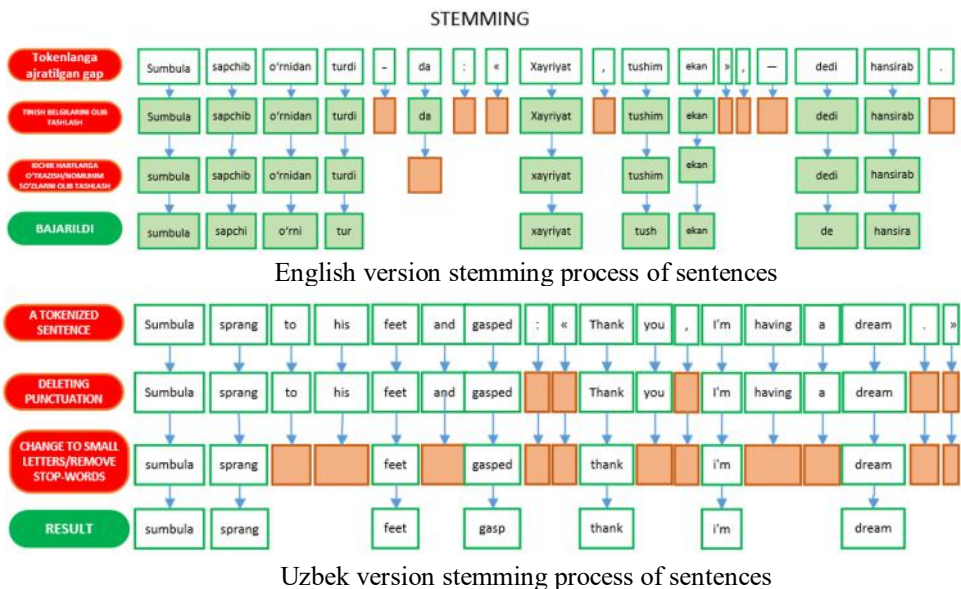 STEMMING
Tokenlanga ajratilgan gap
Sumbula sapchib o'rnidan turdi – da : « Xayriyat , tushim ekan » , — dedi hansirab .
TINISH BELGILARINI OLIB TASHLASH
Sumbula sapchib o'rnidan turdi da Xayriyat tushim ekan dedi hansirab
KICHIK HARFLARGA O'TKAZISH/NOMUHIM SO'ZLARNI OLIB TASHLASH
sumbula sapchib o'rnidan turdi xayriyat tushim ekan dedi hansirab
BAJARILDI
sumbula sapchi o'rni tur xayriyat tush ekan de hansira
English version stemming process of sentences
A TOKENIZED SENTENCE
Sumbula sprang to his feet and gasped : « Thank you , I'm having a dream . »
DELETING PUNCTUATION
Sumbula sprang to his feet and gasped Thank you I'm having a dream
CHANGE TO SMALL LETTERS/REMOVE STOP-WORDS
sumbula sprang feet gasped thank i'm dream
RESULT
sumbula sprang feet gasp thank i'm dream
Uzbek version stemming process of sentences